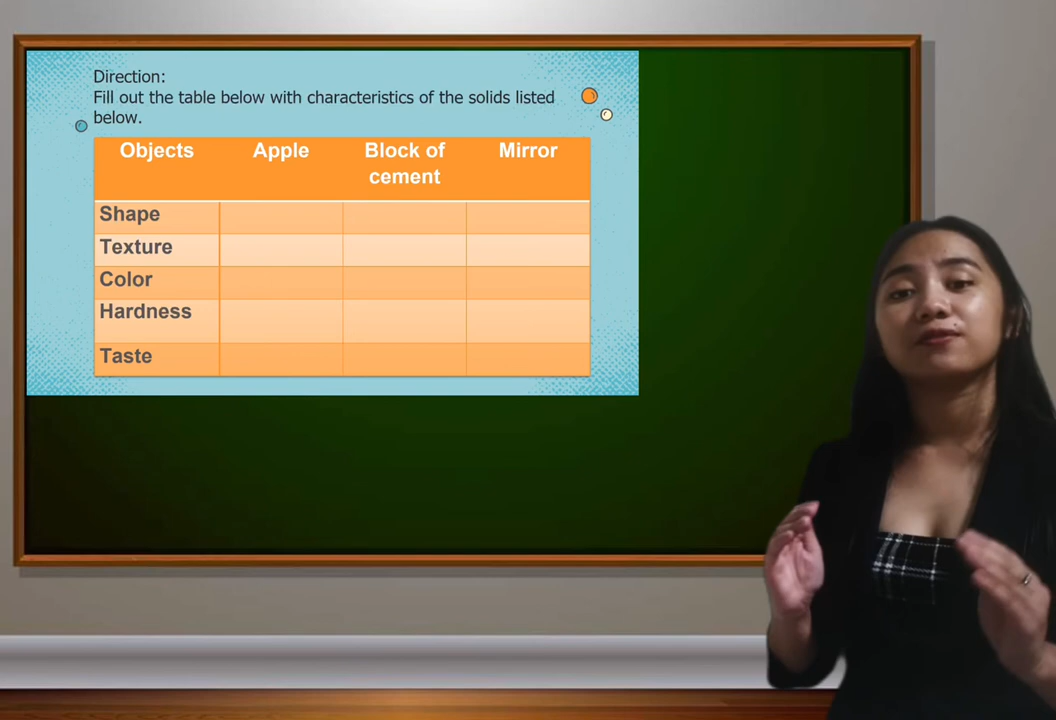 Direction:
Fill out the table below with characteristics of the solids listed
below.
Objects Apple Block of cement Mirror
Shape
Texture
Color
Hardness
Taste